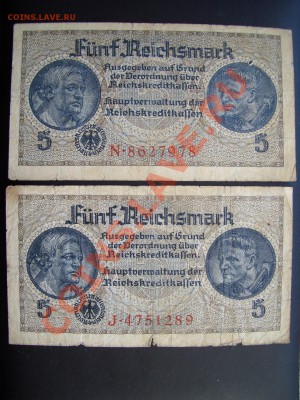 COINS.LAVE.RU
Fünf Reichsmark
Ausgegeben auf Grund
der Verordnung über
Reichskreditkassen.
Hauptverwaltung der
Reichskreditkassen
5 5
N·8627978
Fünf Reichsmark
Ausgegeben auf Grund
der Verordnung über
Reichskreditkassen.
Hauptverwaltung der
Reichskreditkassen
5 5
J·4751289
COINS.LAVE.RU